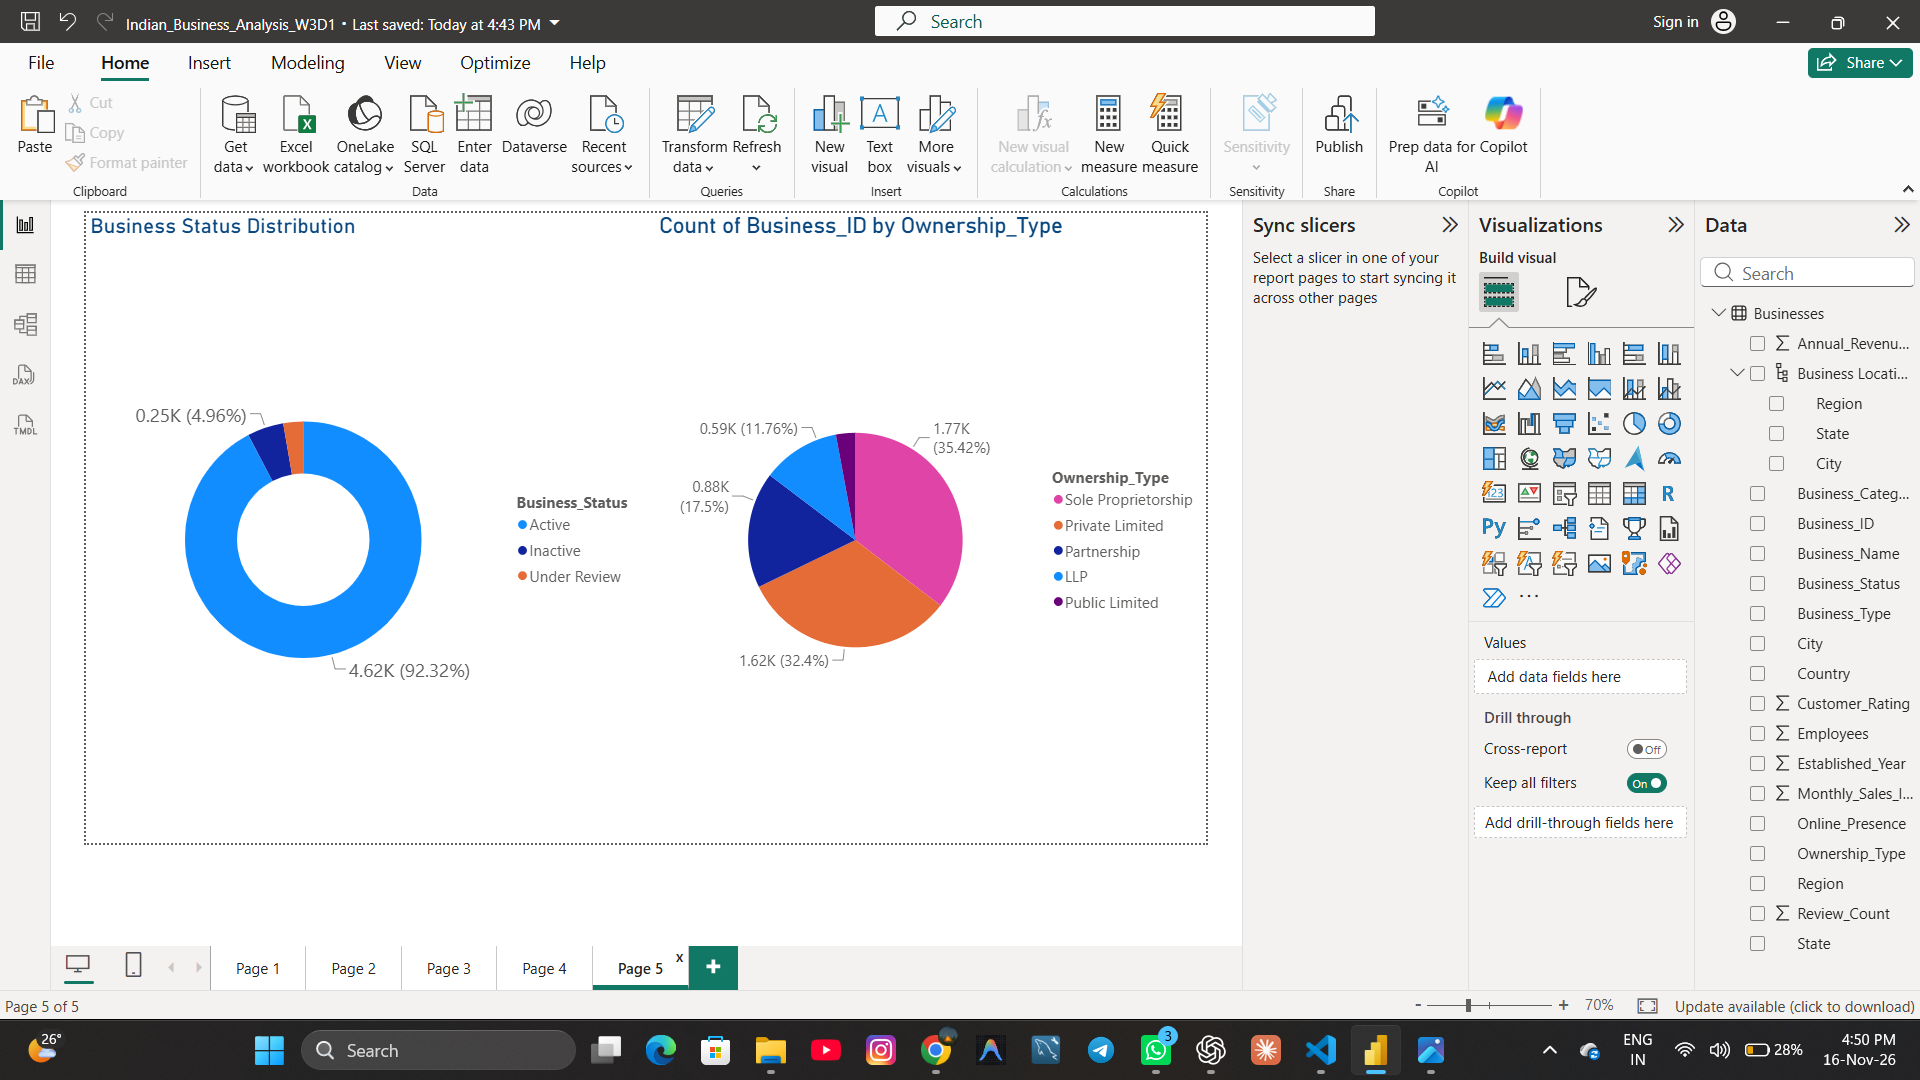 Indian_Business_Analysis_W3D1 • Last saved: Today at 4:43 PM
Search
Sign in
File
Home
Insert
Modeling
View
Optimize
Help
Share
Paste
Cut
Copy
Format painter
Clipboard
Get
data
Excel
workbook
OneLake
catalog
SQL
Server
Enter
data
Dataverse
Recent
sources
Data
Transform
data
Refresh
Queries
New
visual
Text
box
More
visuals
Insert
New visual
calculation
New
measure
Quick
measure
Calculations
Sensitivity
Sensitivity
Publish
Share
Prep data for
AI
Copilot
Copilot
DAX
TMDL
Business Status Distribution
0.25K (4.96%)
4.62K (92.32%)
Business_Status
Active
Inactive
Under Review
Count of Business_ID by Ownership_Type
0.59K (11.76%)
1.77K
(35.42%)
0.88K
(17.5%)
1.62K (32.4%)
Ownership_Type
Sole Proprietorship
Private Limited
Partnership
LLP
Public Limited
Sync slicers
Select a slicer in one of your
report pages to start syncing it
across other pages
Visualizations
Build visual
123
R
Py
...
Values
Add data fields here
Drill through
Cross-report
Off
Keep all filters
On
Add drill-through fields here
Data
Search
Businesses
Annual_Revenu...
Business Locati...
Region
State
City
Business_Categ...
Business_ID
Business_Name
Business_Status
Business_Type
City
Country
Customer_Rating
Employees
Established_Year
Monthly_Sales_I...
Online_Presence
Ownership_Type
Region
Review_Count
State
Page 1
Page 2
Page 3
Page 4
Page 5
x
+
Page 5 of 5
- + 70%
Update available (click to download)
26°
Search
3
ENG
IN
28%
4:50 PM
16-Nov-26